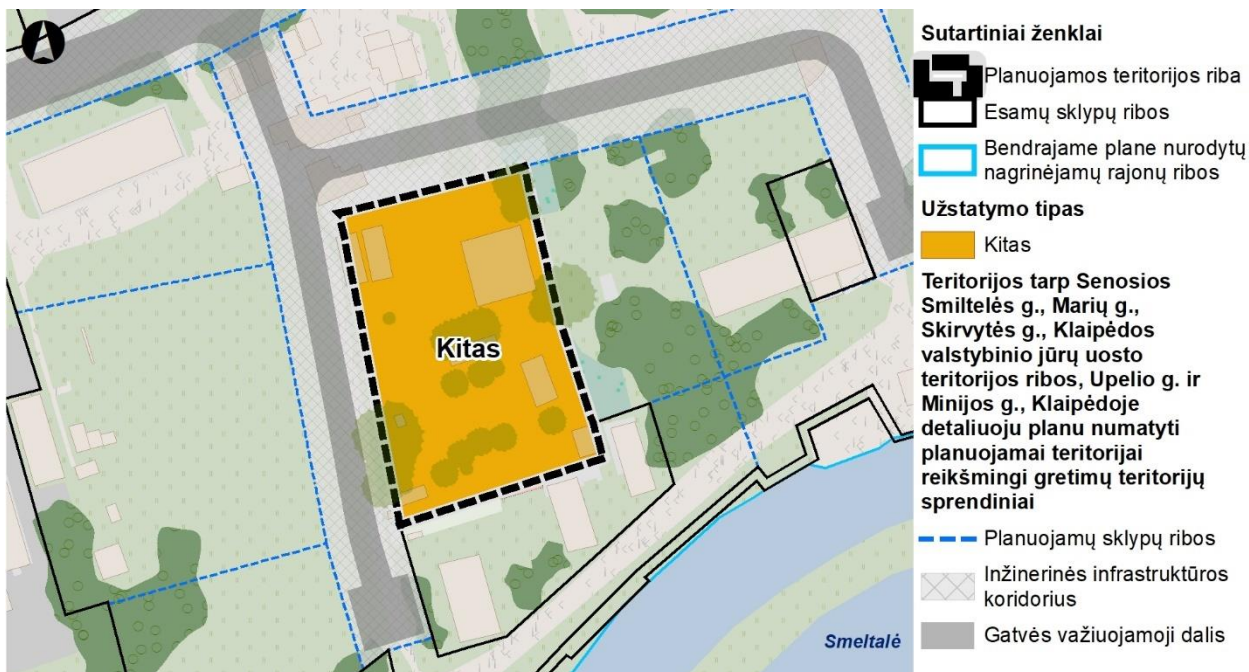 Kitas
Smeltalė
Sutartiniai ženklai
Planuojamos teritorijos riba
Esamų sklypų ribos
Bendrajame plane nurodytų
nagrinėjamų rajonų ribos
Užstatymo tipas
Kitas
Teritorijos tarp Senosios
Smiltelės g., Marių g.,
Skirvytės g., Klaipėdos
valstybinio jūrų uosto
teritorijos ribos, Upelio g. ir
Minijos g., Klaipėdoje
detaliuoju planu numatyti
planuojamai teritorijai
reikšmingi gretimų teritorijų
sprendiniai
Planuojamų sklypų ribos
Inžinerinės infrastruktūros
koridorius
Gatvės važiuojamoji dalis